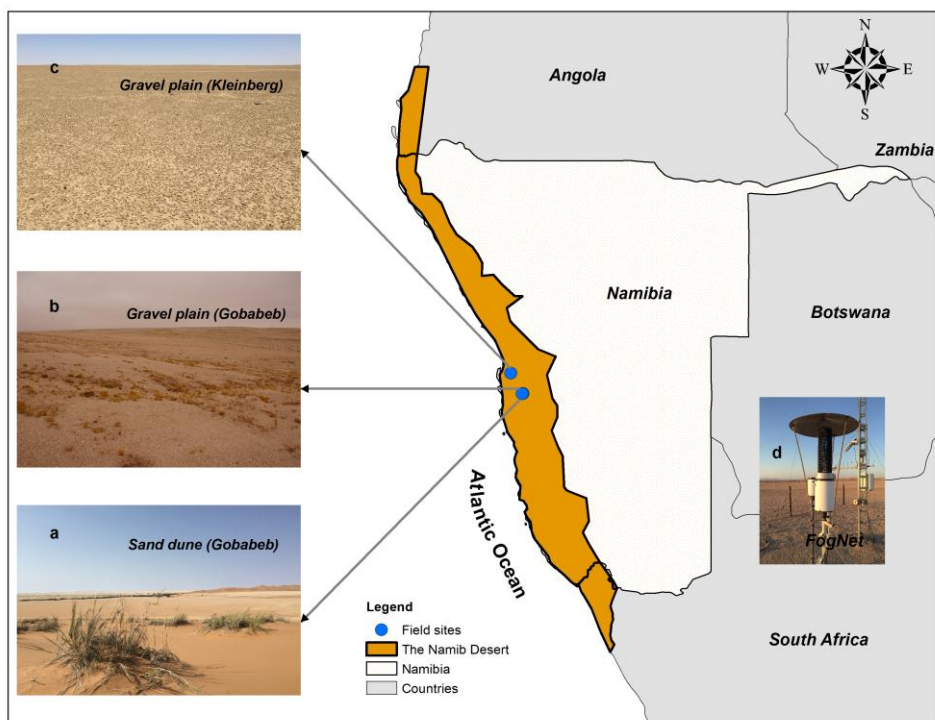 c
Gravel plain (Kleinberg)
b
Gravel plain (Gobabeb)
a
Sand dune (Gobabeb)
Angola
N
W
E
S
Zambia
Namibia
Botswana
Atlantic Ocean
d
FogNet
South Africa
Legend
Field sites
The Namib Desert
Namibia
Countries